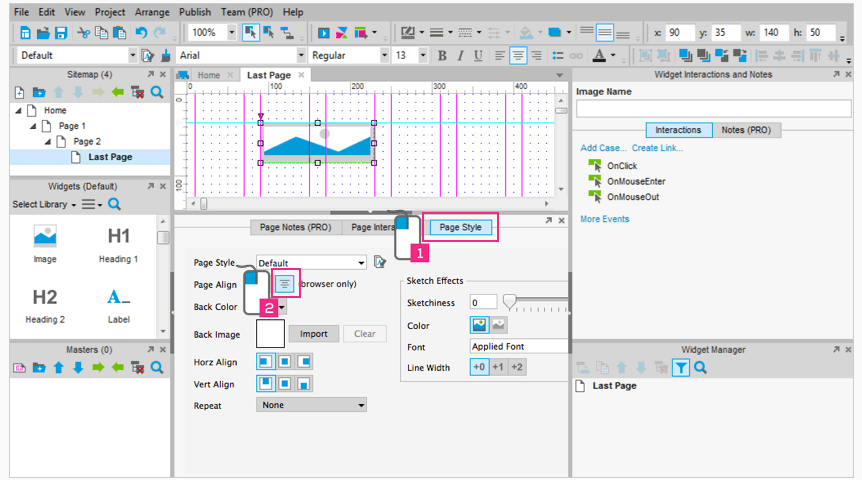 File Edit View Project Arrange Publish Team (PRO) Help
100% x: 90 y: 35 w: 140 h: 50
Default Arial Regular 13 B I U A
Sitemap (4)
Home
Page 1
Page 2
Last Page
Widgets (Default)
Select Library
Image
H1
Heading 1
H2
Heading 2
A_
Label
Masters (0)
Home Last Page
0 100 200 300 400
0
100
Page Notes (PRO) Page Intera Page Style
1
Page Style Default
Page Align (browser only)
2
Back Color
Back Image Import Clear
Horz Align
Vert Align
Repeat None
Sketch Effects
Sketchiness 0
Color
Font Applied Font
Line Width +0 +1 +2
Widget Interactions and Notes
Image Name
Interactions Notes (PRO)
Add Case... Create Link...
OnClick
OnMouseEnter
OnMouseOut
More Events
Widget Manager
Last Page